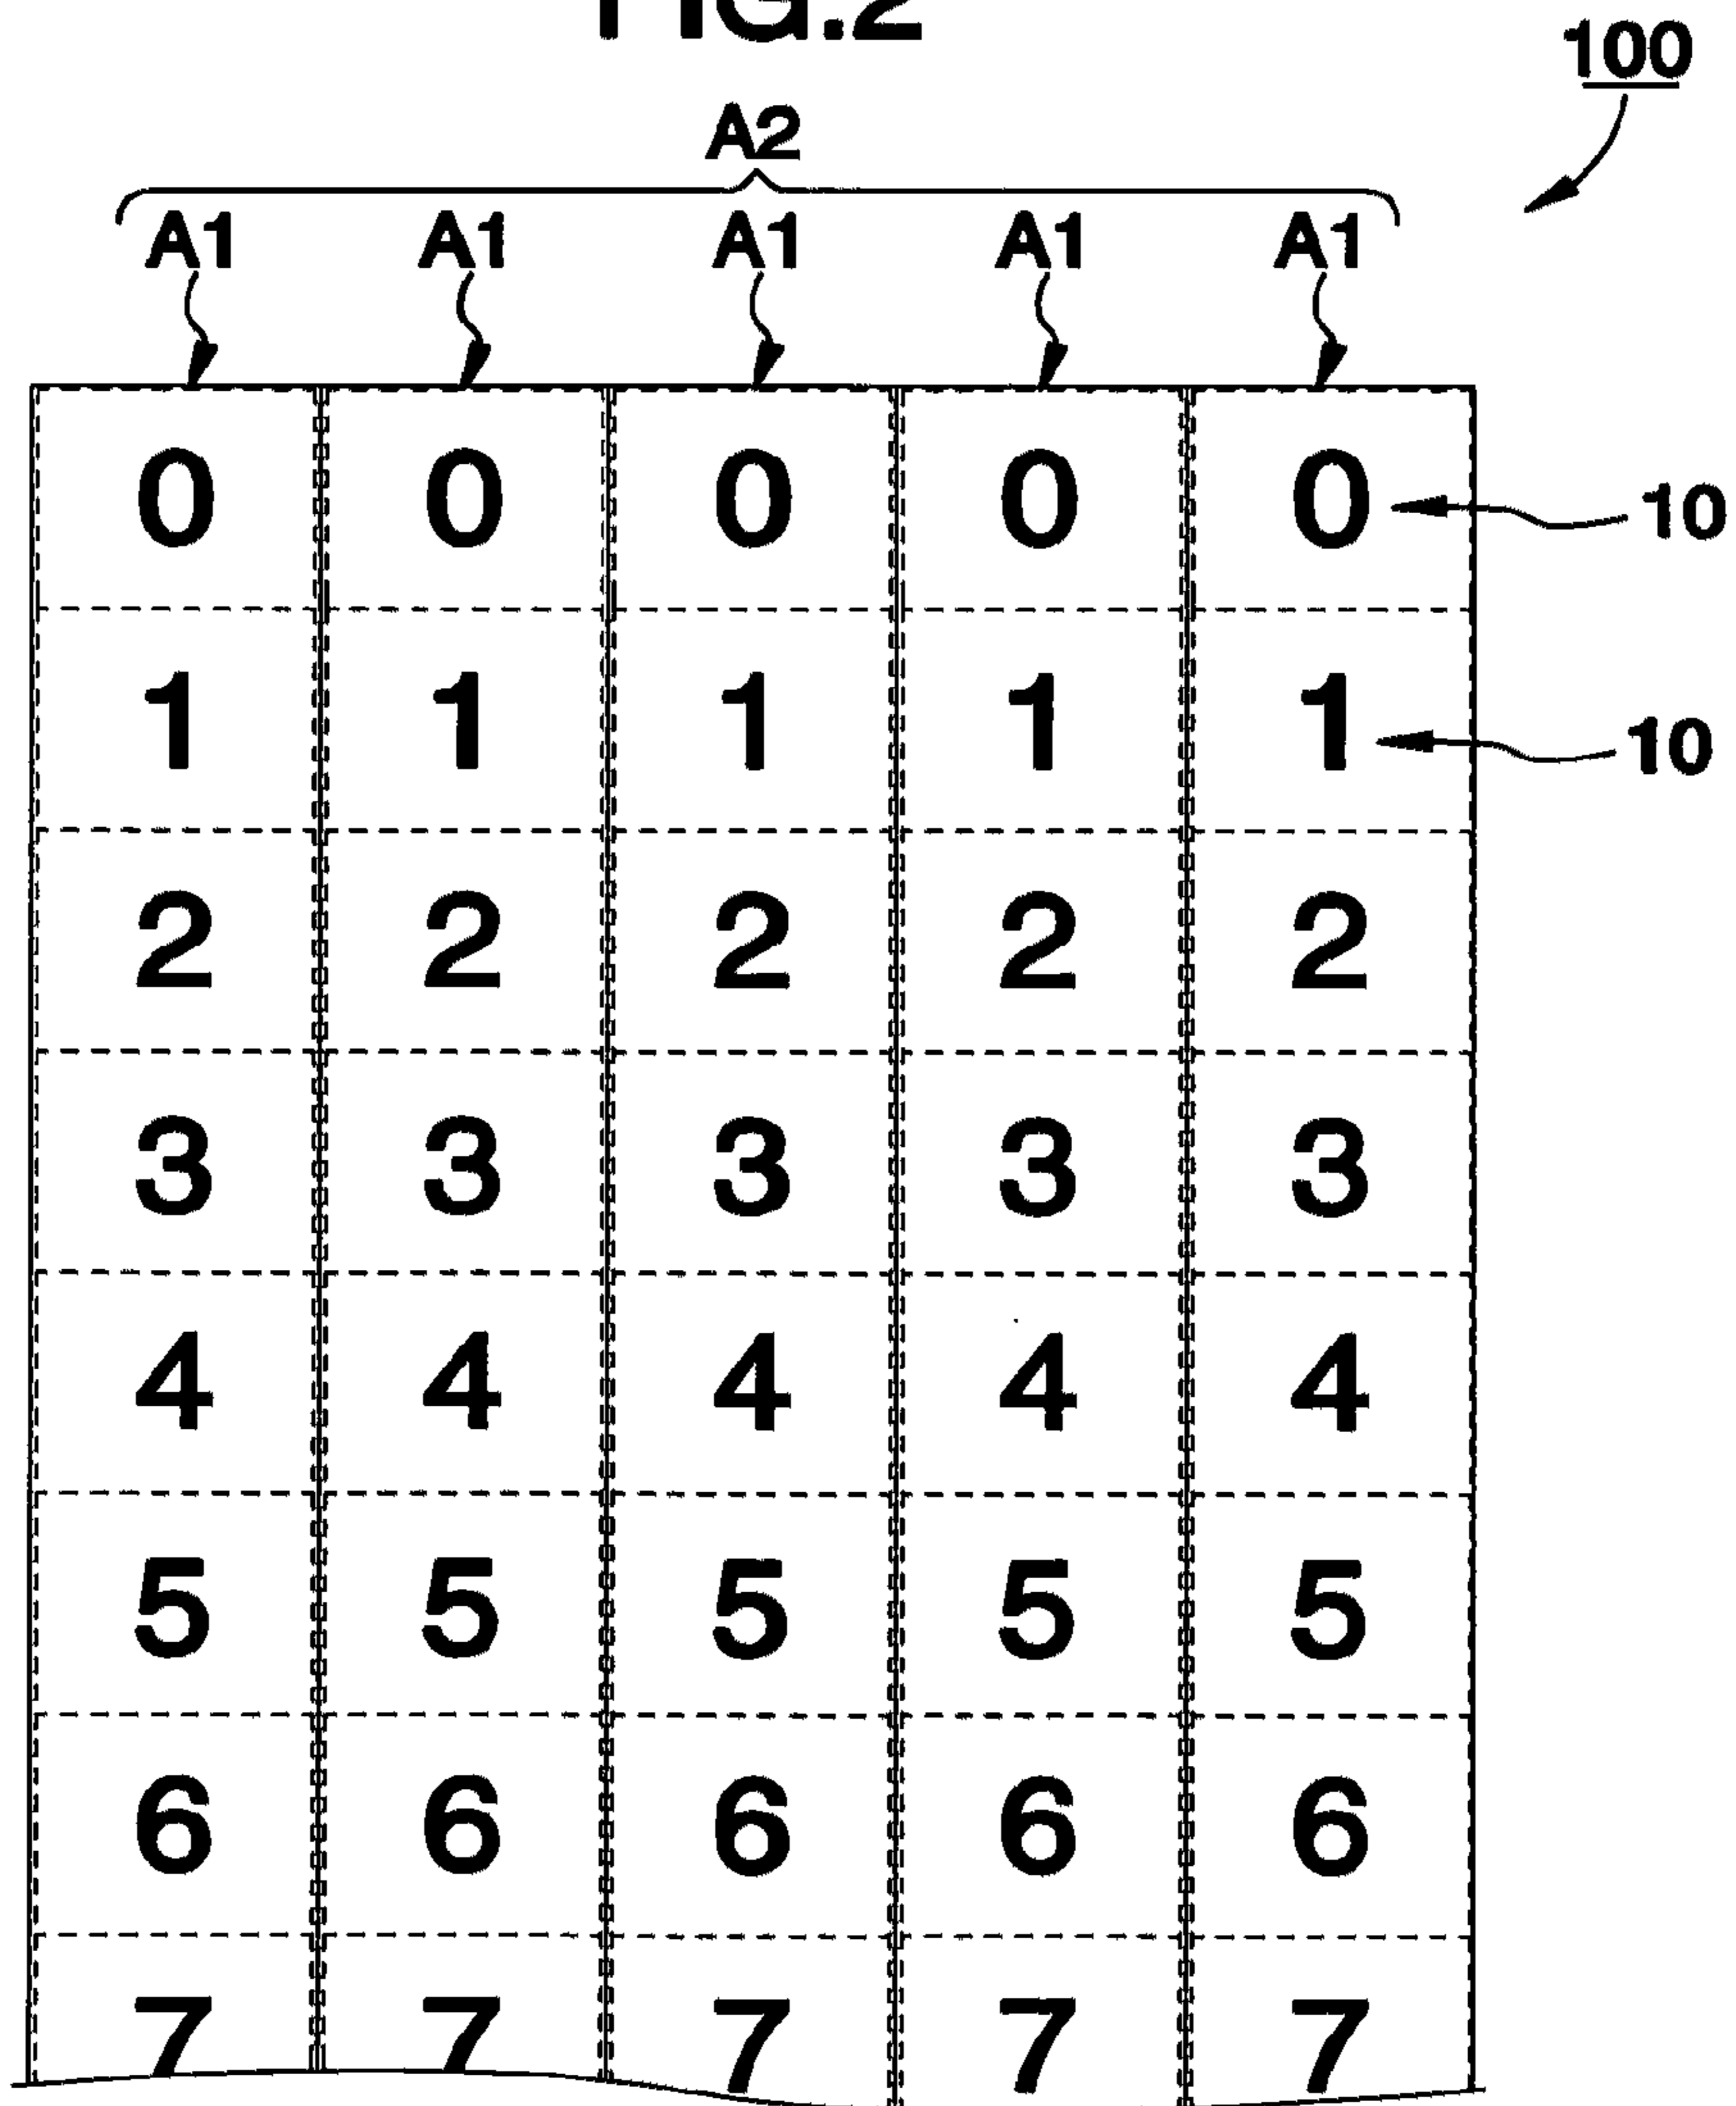 FIG.2
100
A2
A1 A1 A1 A1 A1
0 0 0 0 0 10
1 1 1 1 1 10
2 2 2 2 2
3 3 3 3 3
4 4 4 4 4
5 5 5 5 5
6 6 6 6 6
7 7 7 7 7